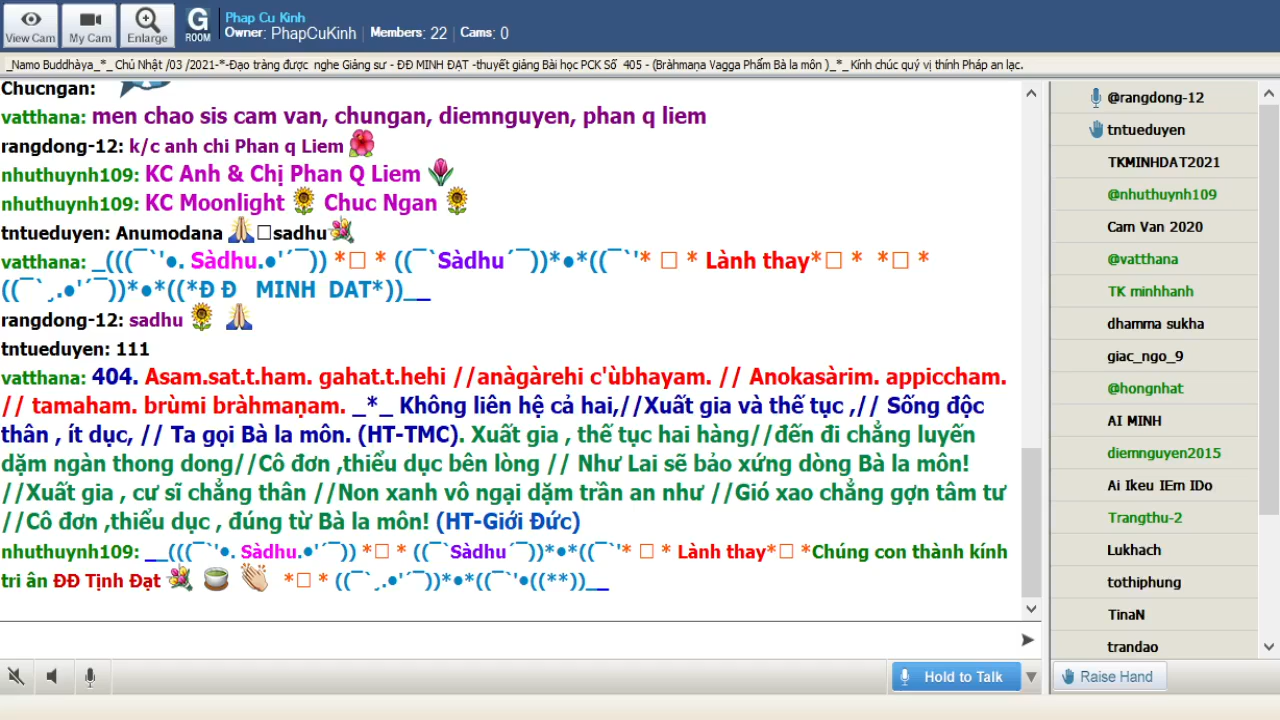 View Cam
My Cam
Enlarge
G
ROOM
Phap Cu Kinh
Owner: PhapCuKinh | Members: 22 | Cams: 0
_Namo Buddhàya_*_ Chủ Nhật /03 /2021-*-Đạo tràng được nghe Giảng sư - ĐĐ MINH ĐẠT -thuyết giảng Bài học PCK Số 405 - (Bràhmaṇa Vagga Phẩm Bà la môn )_*_ Kính chúc quý vị thính Pháp an lạc.
Chucngan:
vatthana: men chao sis cam van, chungan, diemnguyen, phan q liem
rangdong-12: k/c anh chi Phan q Liem
nhuthuynh109: KC Anh & Chị Phan Q Liem
nhuthuynh109: KC Moonlight 🌻 Chuc Ngan 🌻
tntueduyen: Anumodana 🙏□sadhu💐
vatthana: _(((¯`'●. Sàdhu.●'´¯)) *□ * ((¯`Sàdhu´¯))*●*((¯`'* □ * Lành thay*□ * *□ *
((¯`¸.●'´¯))*●*((*Đ Đ MINH DAT*))__
rangdong-12: sadhu 🌻 🙏
tntueduyen: 111
vatthana: 404. Asam.sat.t.ham. gahat.t.hehi //anàgàrehi c'ùbhayam. // Anokasàrim. appiccham.
// tamaham. brùmi bràhmaṇam. _*_ Không liên hệ cả hai,//Xuất gia và thế tục ,// Sống độc
thân , ít dục, // Ta gọi Bà la môn. (HT-TMC). Xuất gia , thế tục hai hàng//đến đi chẳng luyến
dặm ngàn thong dong//Cô đơn ,thiểu dục bên lòng // Như Lai sẽ bảo xứng dòng Bà la môn!
//Xuất gia , cư sĩ chẳng thân //Non xanh vô ngại dặm trần an như //Gió xao chẳng gợn tâm tư
//Cô đơn ,thiểu dục , đúng từ Bà la môn! (HT-Giới Đức)
nhuthuynh109: __(((¯`'●. Sàdhu.●'´¯)) *□ * ((¯`Sàdhu´¯))*●*((¯`'* □ * Lành thay*□ *Chúng con thành kính
tri ân ĐĐ Tịnh Đạt 💐 🍵 👏 *□ * ((¯`¸.●'´¯))*●*((¯`'●((**))__
Hold to Talk
@rangdong-12
tntueduyen
TKMINHDAT2021
@nhuthuynh109
Cam Van 2020
@vatthana
TK minhhanh
dhamma sukha
giac_ngo_9
@hongnhat
AI MINH
diemnguyen2015
Ai Ikeu IEm IDo
Trangthu-2
Lukhach
tothiphung
TinaN
trandao
Raise Hand